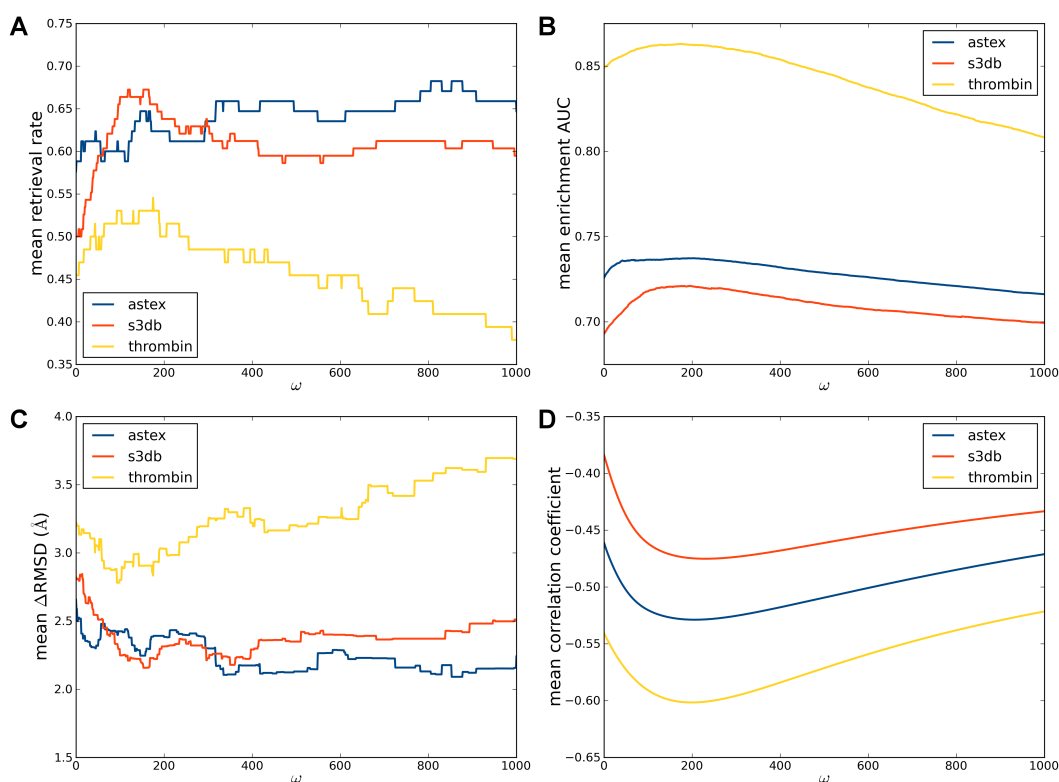 A
0.75
0.70
0.65
0.60
0.55
0.50
0.45
0.40
0.35
mean retrieval rate
astex
s3db
thrombin
0 200 400 600 800 1000
ω
B
0.85
0.80
0.75
0.70
mean enrichment AUC
astex
s3db
thrombin
0 200 400 600 800 1000
ω
C
4.0
3.5
3.0
2.5
2.0
1.5
mean ΔRMSD (Å)
astex
s3db
thrombin
0 200 400 600 800 1000
ω
D
−0.35
−0.40
−0.45
−0.50
−0.55
−0.60
−0.65
mean correlation coefficient
astex
s3db
thrombin
0 200 400 600 800 1000
ω